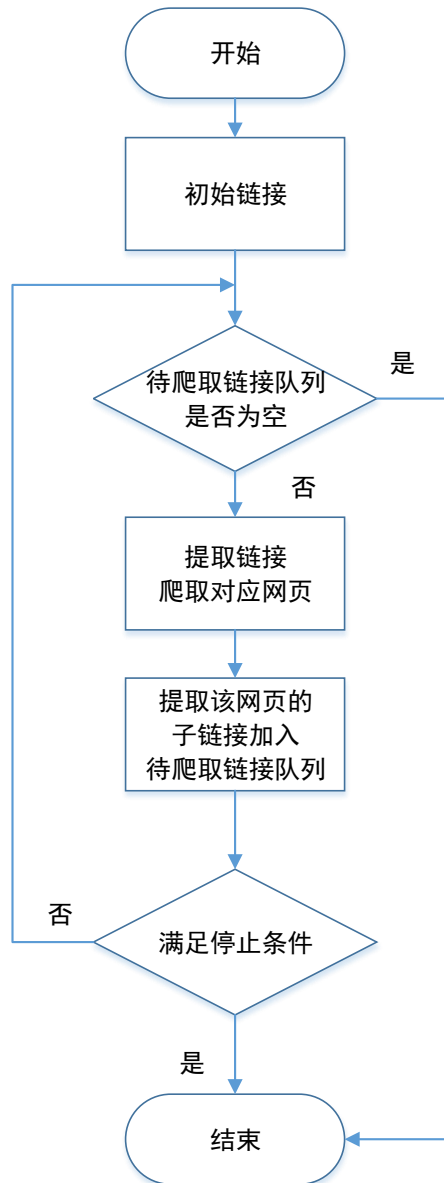 开始
初始链接
待爬取链接队列
是否为空
是
否
提取链接
爬取对应网页
提取该网页的
子链接加入
待爬取链接队列
否
满足停止条件
是
结束